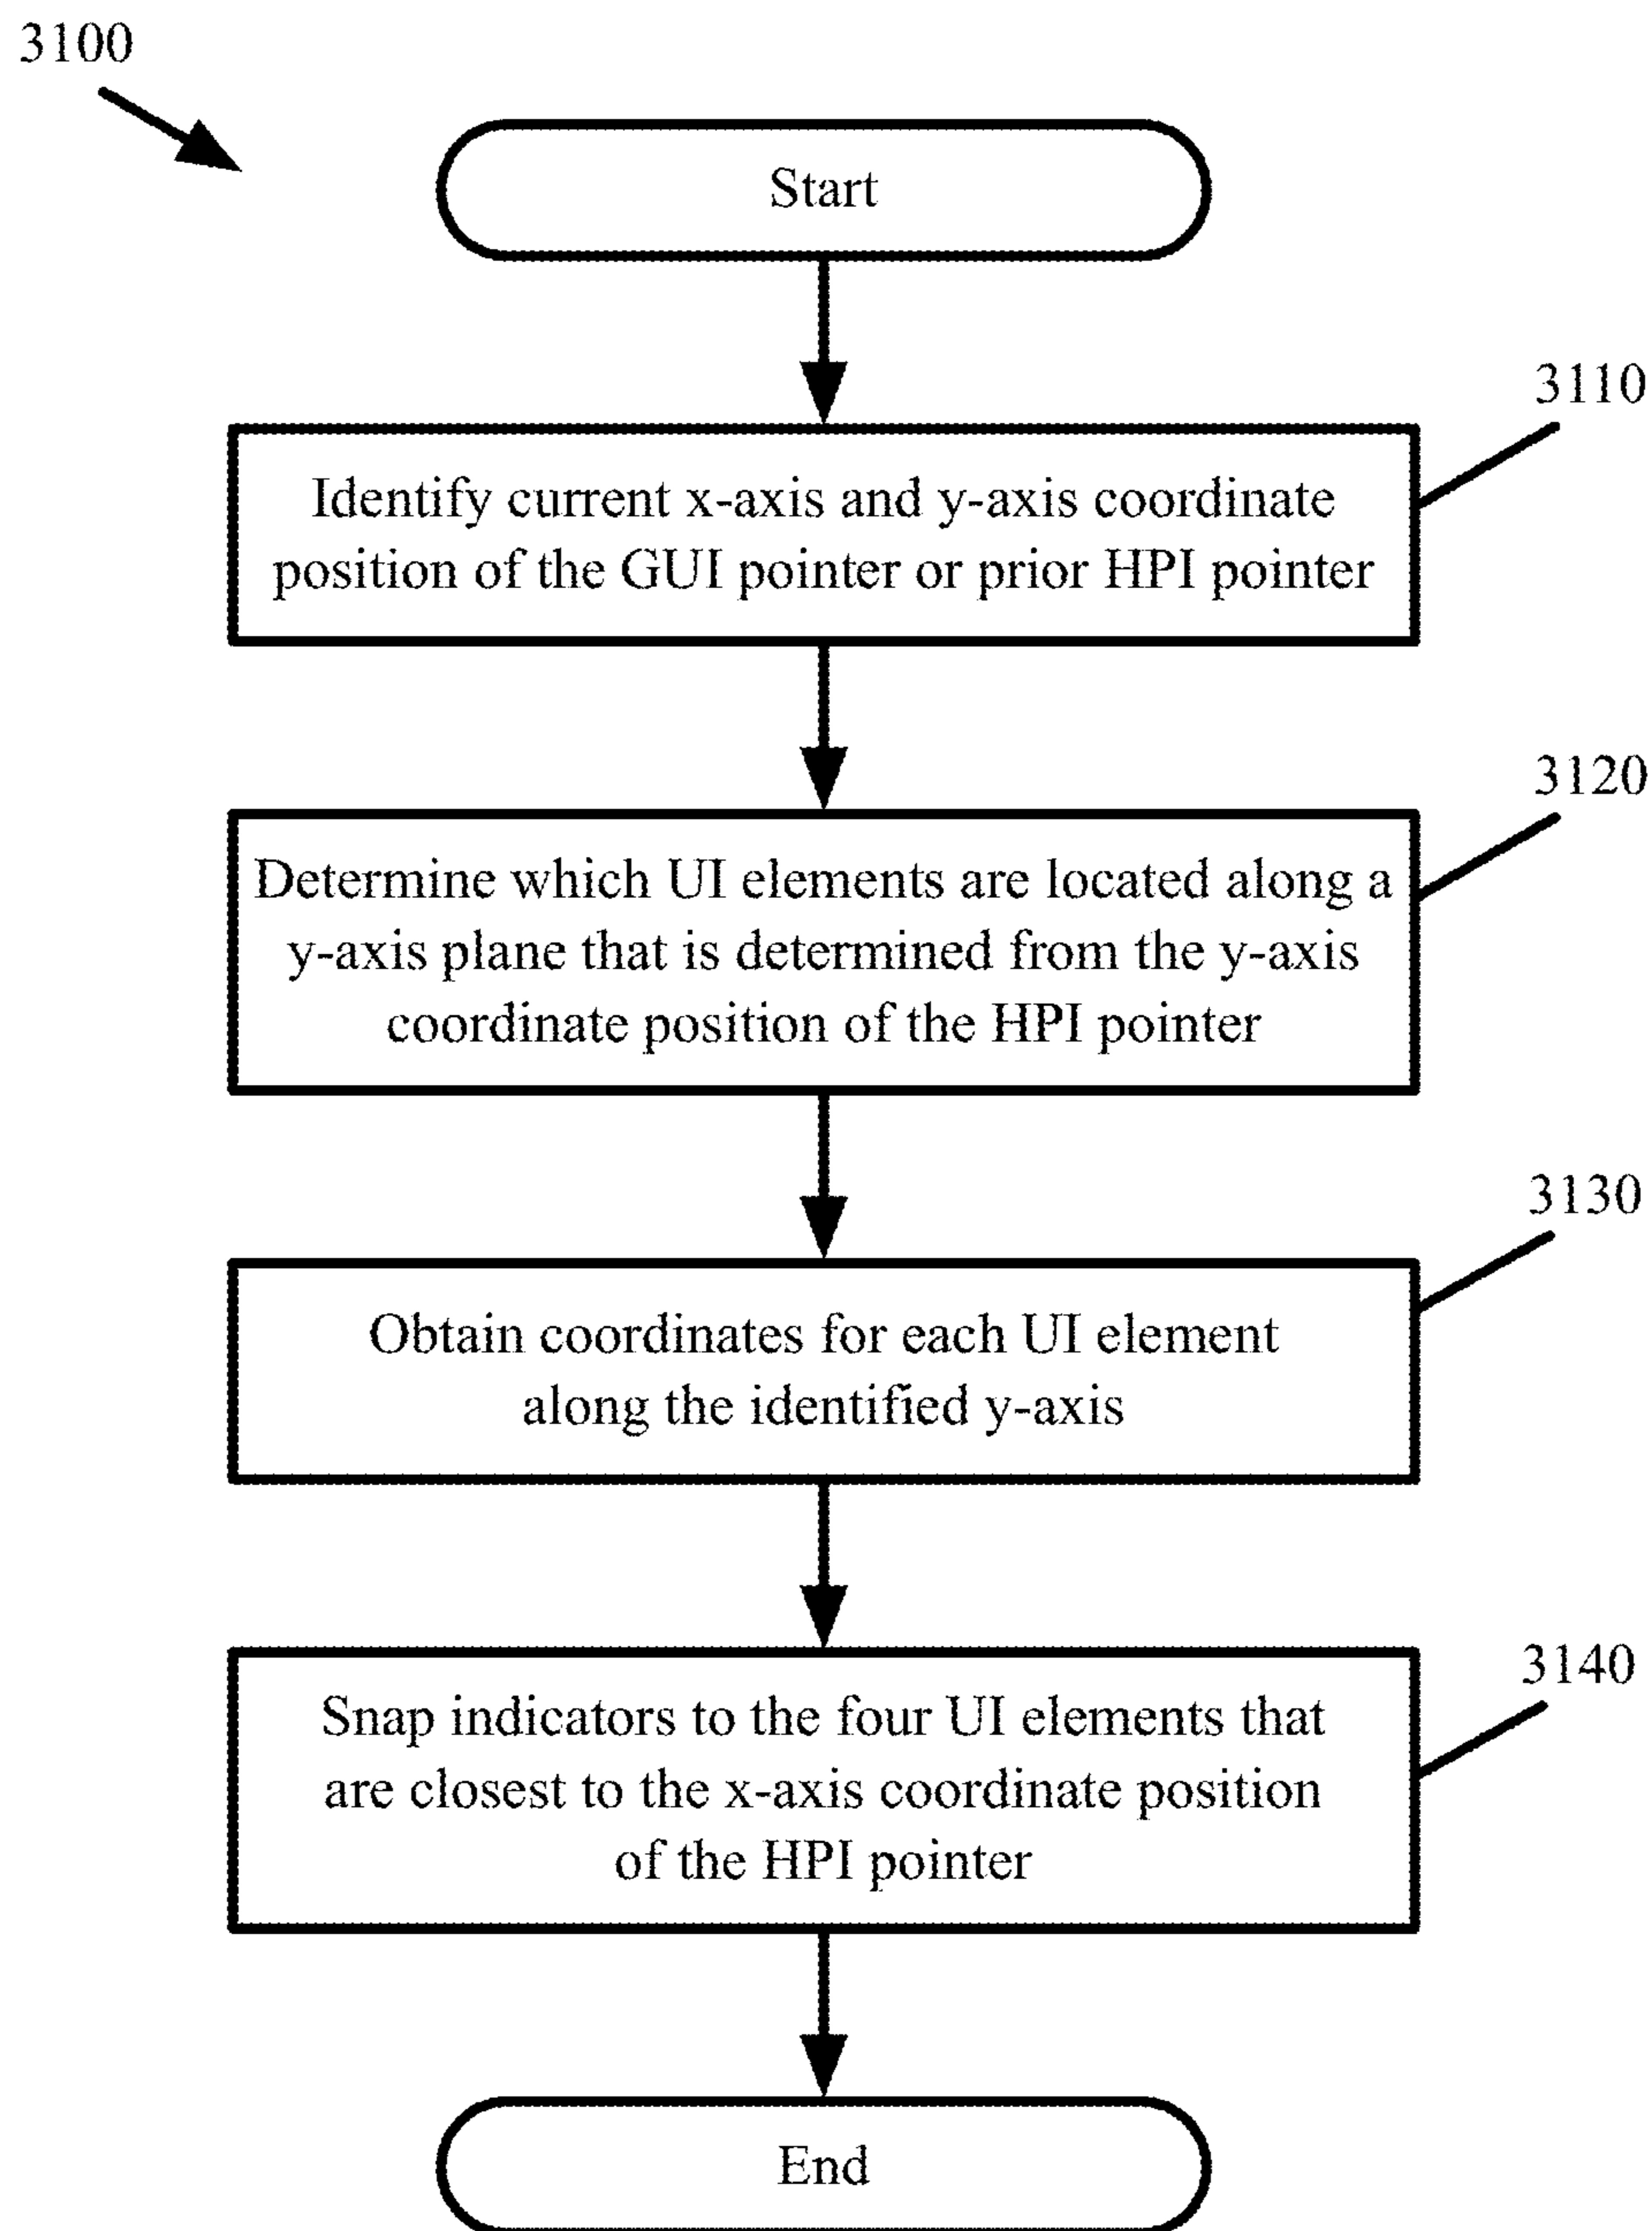 3100
Start
3110
Identify current x-axis and y-axis coordinate
position of the GUI pointer or prior HPI pointer
3120
Determine which UI elements are located along a
y-axis plane that is determined from the y-axis
coordinate position of the HPI pointer
3130
Obtain coordinates for each UI element
along the identified y-axis
3140
Snap indicators to the four UI elements that
are closest to the x-axis coordinate position
of the HPI pointer
End